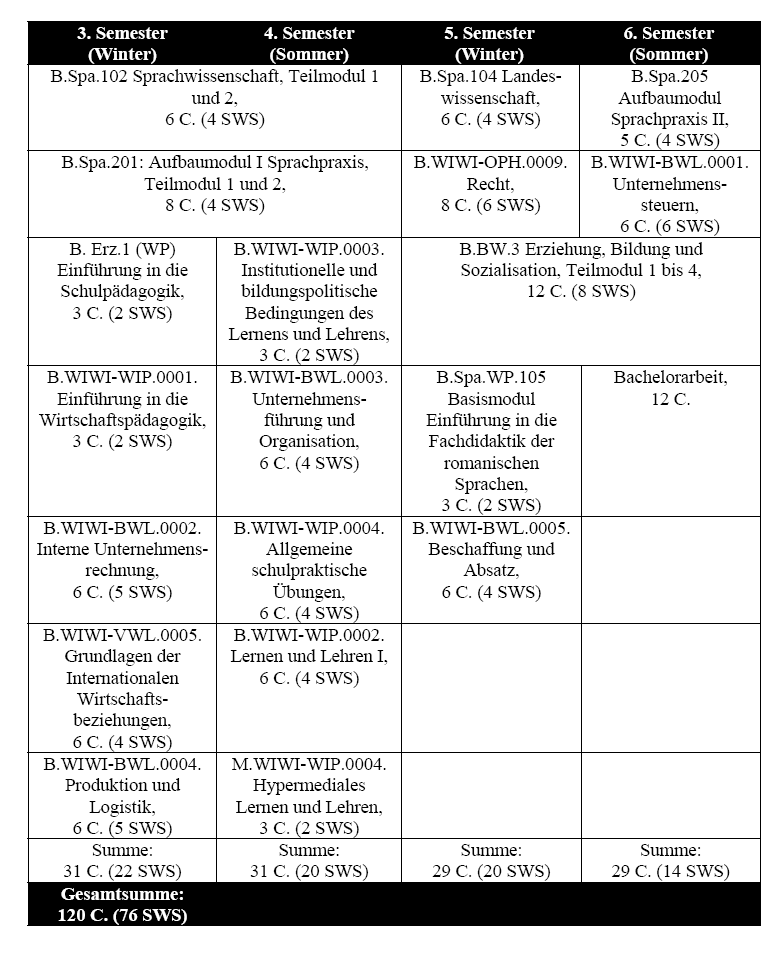 3. Semester
(Winter)
4. Semester
(Sommer)
5. Semester
(Winter)
6. Semester
(Sommer)
B.Spa.102 Sprachwissenschaft, Teilmodul 1
und 2,
6 C. (4 SWS)
B.Spa.104 Landes-
wissenschaft,
6 C. (4 SWS)
B.Spa.205
Aufbaumodul
Sprachpraxis II,
5 C. (4 SWS)
B.Spa.201: Aufbaumodul I Sprachpraxis,
Teilmodul 1 und 2,
8 C. (4 SWS)
B.WIWI-OPH.0009.
Recht,
8 C. (6 SWS)
B.WIWI-BWL.0001.
Unternehmens-
steuern,
6 C. (6 SWS)
B. Erz.1 (WP)
Einführung in die
Schulpädagogik,
3 C. (2 SWS)
B.WIWI-WIP.0003.
Institutionelle und
bildungspolitische
Bedingungen des
Lernens und Lehrens,
3 C. (2 SWS)
B.BW.3 Erziehung, Bildung und
Sozialisation, Teilmodul 1 bis 4,
12 C. (8 SWS)
B.WIWI-WIP.0001.
Einführung in die
Wirtschaftspädagogik,
3 C. (2 SWS)
B.WIWI-BWL.0003.
Unternehmens-
führung und
Organisation,
6 C. (4 SWS)
B.Spa.WP.105
Basismodul
Einführung in die
Fachdidaktik der
romanischen
Sprachen,
3 C. (2 SWS)
Bachelorarbeit,
12 C.
B.WIWI-BWL.0002.
Interne Unternehmens-
rechnung,
6 C. (5 SWS)
B.WIWI-WIP.0004.
Allgemeine
schulpraktische
Übungen,
6 C. (4 SWS)
B.WIWI-BWL.0005.
Beschaffung und
Absatz,
6 C. (4 SWS)
B.WIWI-VWL.0005.
Grundlagen der
Internationalen
Wirtschafts-
beziehungen,
6 C. (4 SWS)
B.WIWI-WIP.0002.
Lernen und Lehren I,
6 C. (4 SWS)
B.WIWI-BWL.0004.
Produktion und
Logistik,
6 C. (5 SWS)
M.WIWI-WIP.0004.
Hypermediales
Lernen und Lehren,
3 C. (2 SWS)
Summe:
31 C. (22 SWS)
Summe:
31 C. (20 SWS)
Summe:
29 C. (20 SWS)
Summe:
29 C. (14 SWS)
Gesamtsumme:
120 C. (76 SWS)